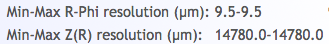 Min-Max R-Phi resolution (µm): 9.5-9.5
Min-Max Z(R) resolution (µm): 14780.0-14780.0